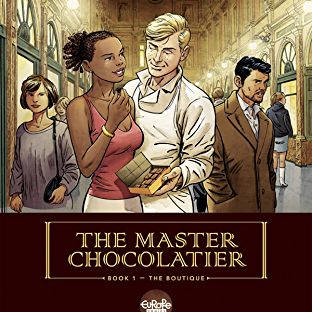 THE MASTER
CHOCOLATIER
BOOK 1 — THE BOUTIQUE
EUROPE